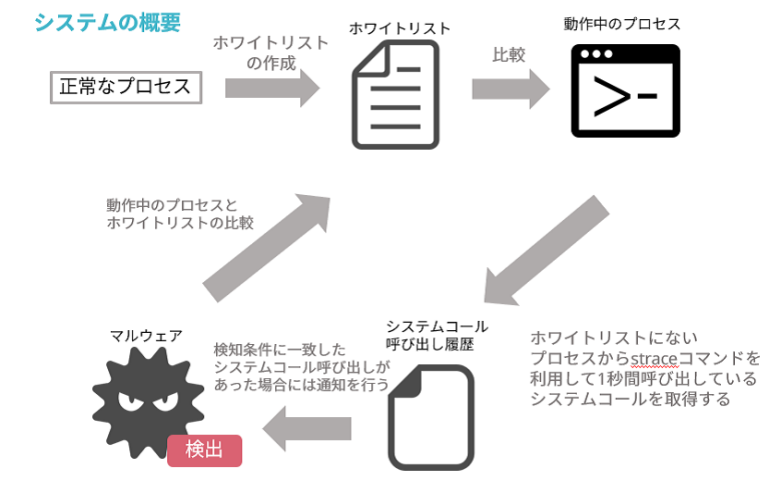 システムの概要
正常なプロセス
ホワイトリスト
の作成
ホワイトリスト
比較
動作中のプロセス
動作中のプロセスと
ホワイトリストの比較
マルウェア
検出
検知条件に一致した
システムコール呼び出しが
あった場合には通知を行う
システムコール
呼び出し履歴
ホワイトリストにない
プロセスからstraceコマンドを
利用して1秒間呼び出している
システムコールを取得する